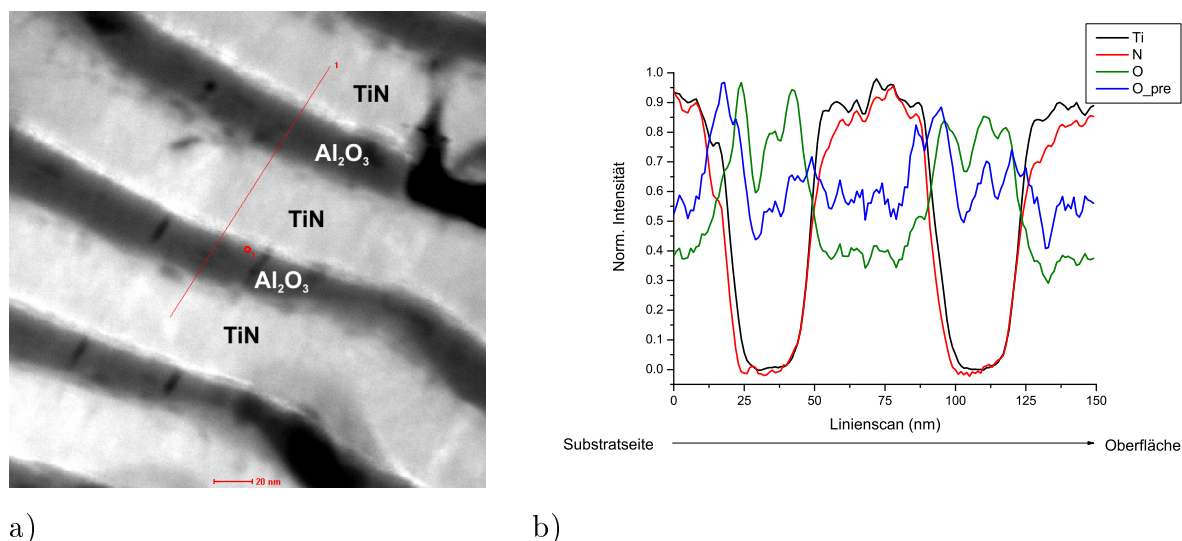 1
TiN
Al2O3
TiN
Al2O3
TiN
20 nm
a)
Ti
N
O
O_pre
1.0
0.9
0.8
0.7
0.6
0.5
0.4
0.3
0.2
0.1
0.0
Norm. Intensität
0 25 50 75 100 125 150
Linienscan (nm)
Substratseite Oberfläche
b)